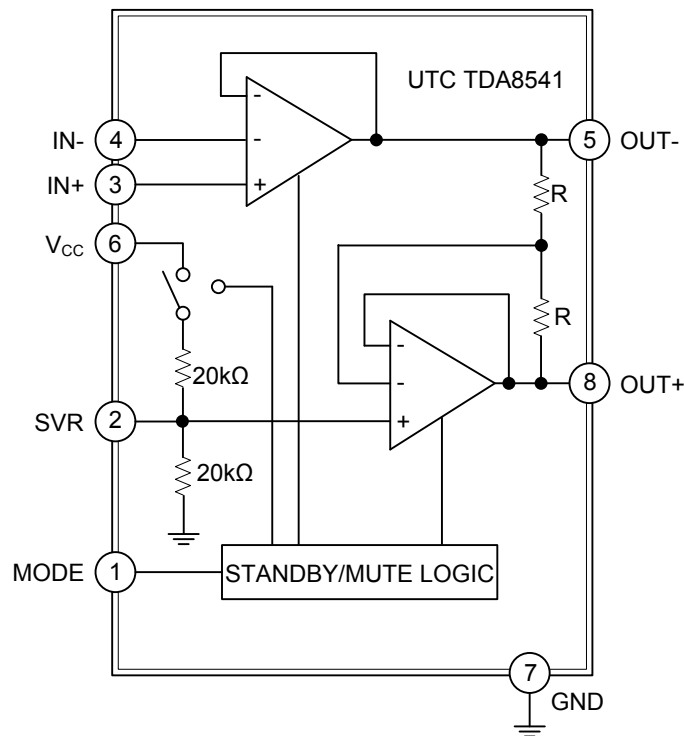 UTC TDA8541
-
IN- 4 - 5 OUT-
IN+ 3 +
R
V_CC 6
-
R
20kΩ
- 8 OUT+
SVR 2 +
20kΩ
MODE 1 STANDBY/MUTE LOGIC
7
GND